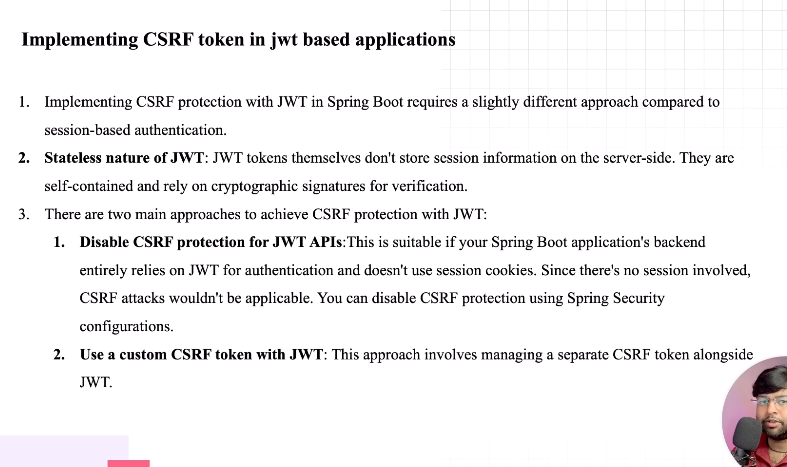 Implementing CSRF token in jwt based applications
1. Implementing CSRF protection with JWT in Spring Boot requires a slightly different approach compared to
session-based authentication.
2. Stateless nature of JWT: JWT tokens themselves don't store session information on the server-side. They are
self-contained and rely on cryptographic signatures for verification.
3. There are two main approaches to achieve CSRF protection with JWT:
1. Disable CSRF protection for JWT APIs:This is suitable if your Spring Boot application's backend
entirely relies on JWT for authentication and doesn't use session cookies. Since there's no session involved,
CSRF attacks wouldn't be applicable. You can disable CSRF protection using Spring Security
configurations.
2. Use a custom CSRF token with JWT: This approach involves managing a separate CSRF token alongside
JWT.